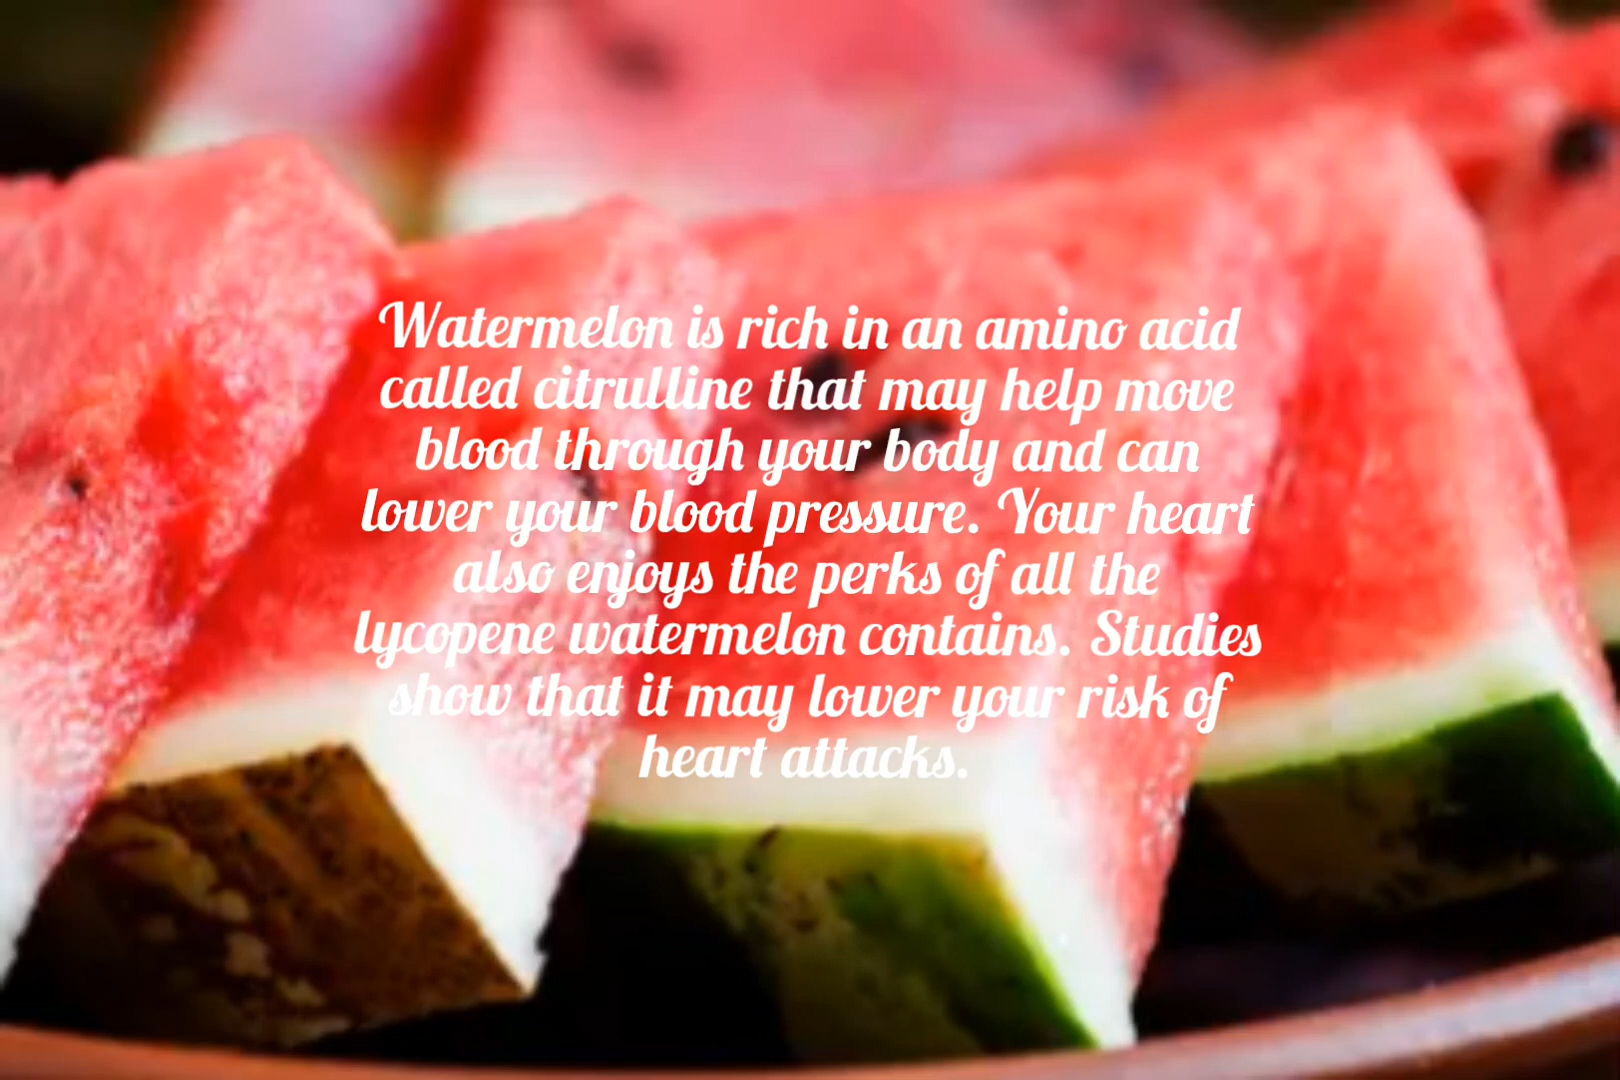 Watermelon is rich in an amino acid
called citrulline that may help move
blood through your body and can
lower your blood pressure. Your heart
also enjoys the perks of all the
lycopene watermelon contains. Studies
show that it may lower your risk of
heart attacks.